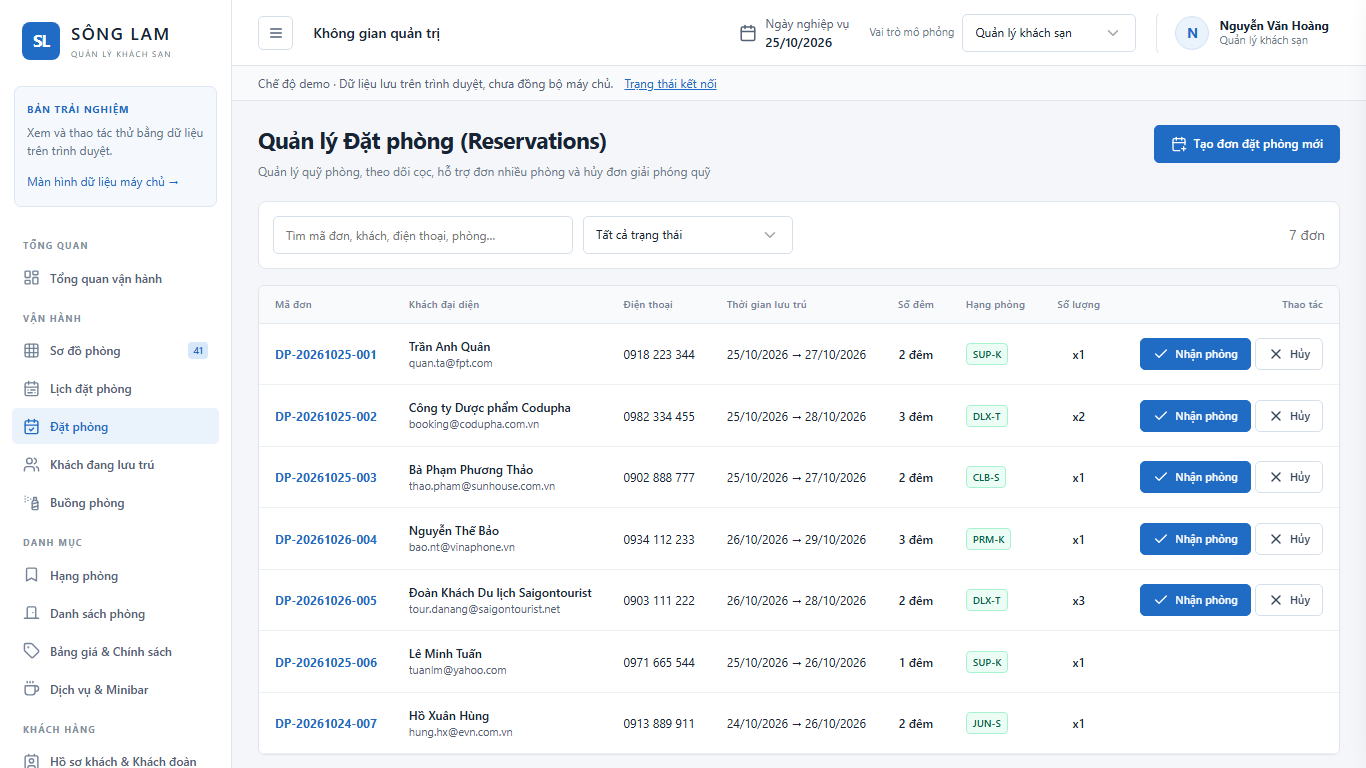 SL
SÔNG LAM
QUẢN LÝ KHÁCH SẠN
BẢN TRẢI NGHIỆM
Xem và thao tác thử bằng dữ liệu
trên trình duyệt.
Màn hình dữ liệu máy chủ →
TỔNG QUAN
Tổng quan vận hành
VẬN HÀNH
Sơ đồ phòng 41
Lịch đặt phòng
Đặt phòng
Khách đang lưu trú
Buồng phòng
DANH MỤC
Hạng phòng
Danh sách phòng
Bảng giá & Chính sách
Dịch vụ & Minibar
KHÁCH HÀNG
Hồ sơ khách & Khách đoàn
Không gian quản trị
Ngày nghiệp vụ
25/10/2026
Vai trò mô phỏng
Quản lý khách sạn
N
Nguyễn Văn Hoàng
Quản lý khách sạn
Chế độ demo · Dữ liệu lưu trên trình duyệt, chưa đồng bộ máy chủ. Trạng thái kết nối
Quản lý Đặt phòng (Reservations)
Quản lý quỹ phòng, theo dõi cọc, hỗ trợ đơn nhiều phòng và hủy đơn giải phóng quỹ
Tạo đơn đặt phòng mới
Tìm mã đơn, khách, điện thoại, phòng...
Tất cả trạng thái
7 đơn
Mã đơn Khách đại diện Điện thoại Thời gian lưu trú Số đêm Hạng phòng Số lượng Thao tác
DP-20261025-001 Trần Anh Quân 0918 223 344 25/10/2026 → 27/10/2026 2 đêm SUP-K x1 Nhận phòng Hủy
quan.ta@fpt.com
DP-20261025-002 Công ty Dược phẩm Codupha 0982 334 455 25/10/2026 → 28/10/2026 3 đêm DLX-T x2 Nhận phòng Hủy
booking@codupha.com.vn
DP-20261025-003 Bà Phạm Phương Thảo 0902 888 777 25/10/2026 → 27/10/2026 2 đêm CLB-S x1 Nhận phòng Hủy
thao.pham@sunhouse.com.vn
DP-20261026-004 Nguyễn Thế Bảo 0934 112 233 26/10/2026 → 29/10/2026 3 đêm PRM-K x1 Nhận phòng Hủy
bao.nt@vinaphone.vn
DP-20261026-005 Đoàn Khách Du lịch Saigontourist 0903 111 222 26/10/2026 → 28/10/2026 2 đêm DLX-T x3 Nhận phòng Hủy
tour.danang@saigontourist.net
DP-20261025-006 Lê Minh Tuấn 0971 665 544 25/10/2026 → 26/10/2026 1 đêm SUP-K x1
tuanlm@yahoo.com
DP-20261024-007 Hồ Xuân Hùng 0913 889 911 24/10/2026 → 26/10/2026 2 đêm JUN-S x1
hung.hx@evn.com.vn